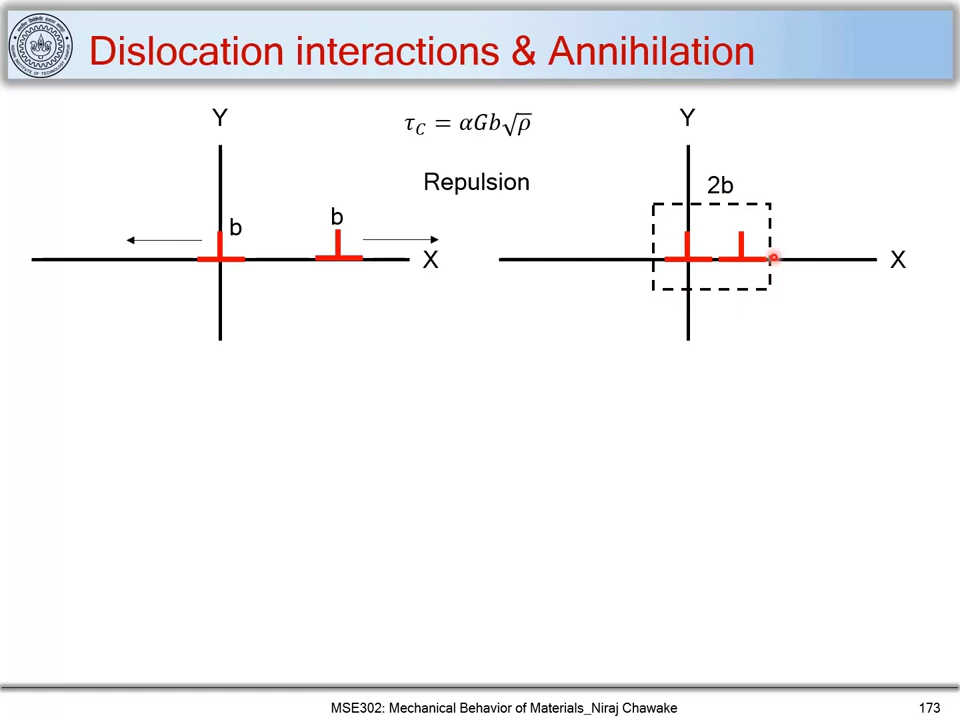 Dislocation interactions & Annihilation
Y
τ_C = αGb√ρ
Y
Repulsion
2b
b
b
X
X
MSE302: Mechanical Behavior of Materials_Niraj Chawake
173